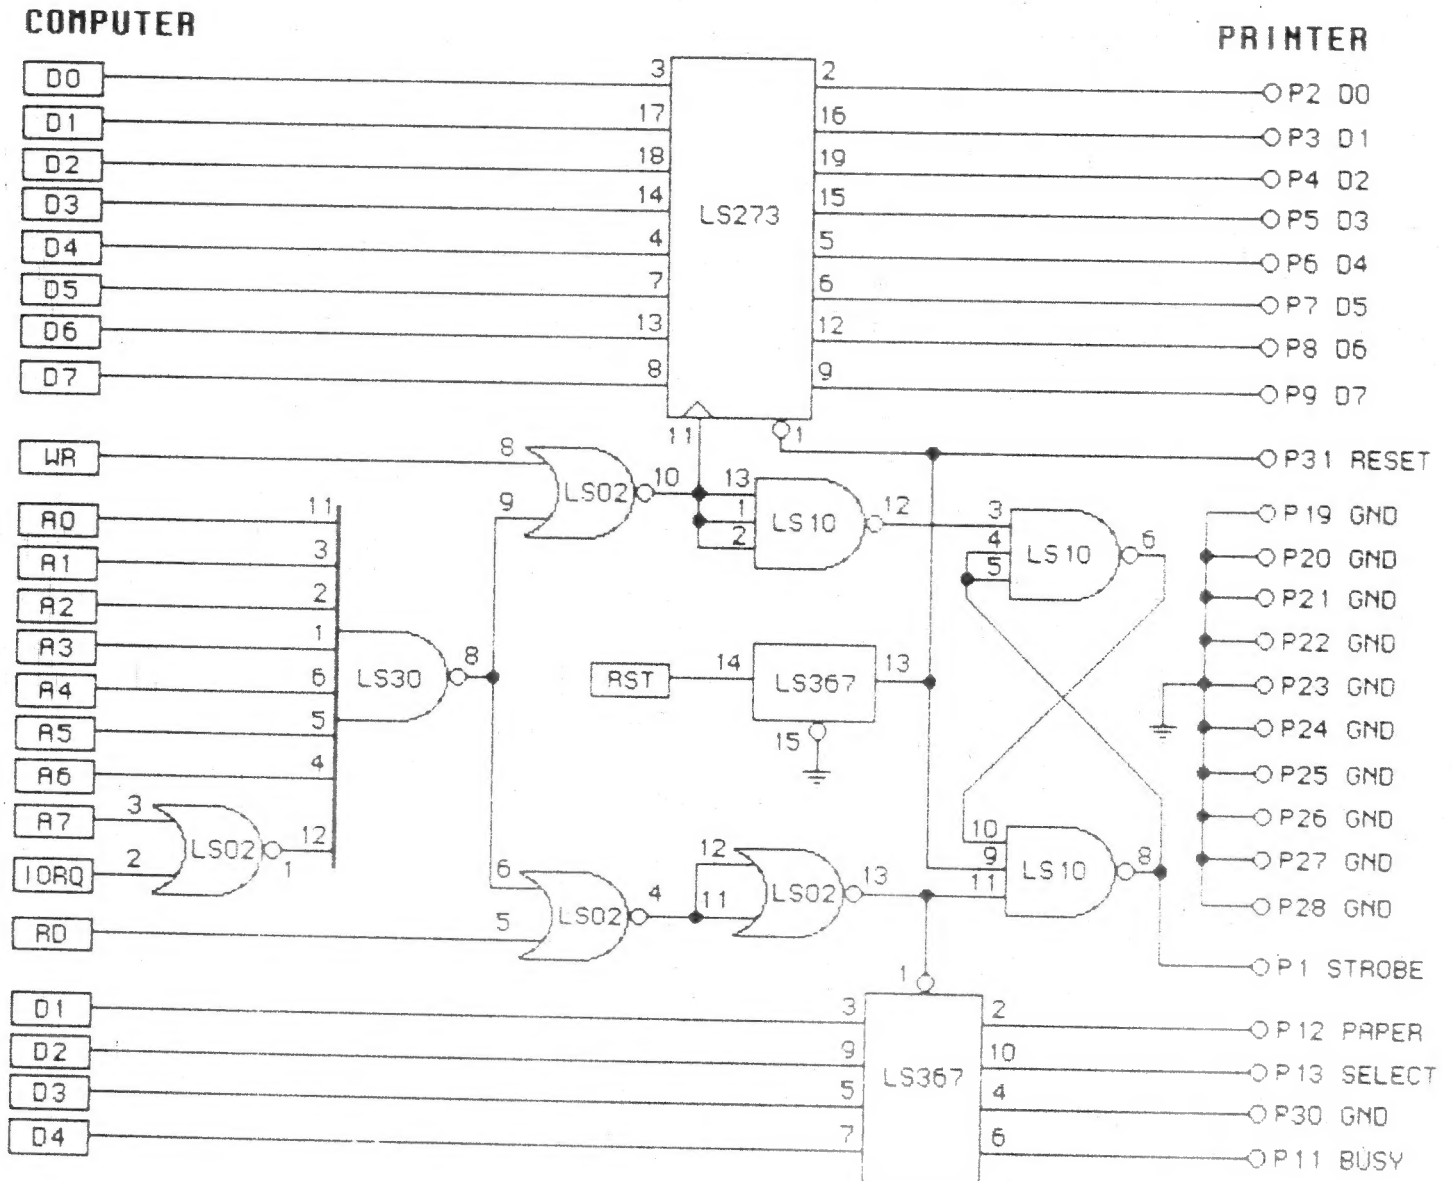 COMPUTER
PRINTER
D0 3 2 P2 D0
D1 17 16 P3 D1
D2 18 19 P4 D2
D3 14 LS273 15 P5 D3
D4 4 5 P6 D4
D5 7 6 P7 D5
D6 13 12 P8 D6
D7 8 9 P9 D7
11 1
WR 8 P31 RESET
LS02 10 13
9 1 LS10 12 3
2 4 LS10 6
5
A0 11 P19 GND
A1 3 P20 GND
A2 2 P21 GND
A3 1 P22 GND
LS30 8 RST 14 LS367 13
A4 6 P23 GND
A5 5 15 P24 GND
A6 4 P25 GND
A7 3 P26 GND
LS02 1 12
IORQ 2 P27 GND
10 9 11 LS10 8
6 LS02 4 12 11 LS02 13 P28 GND
RD 5
P1 STROBE
1
D1 3 2 P12 PAPER
D2 9 LS367 10 P13 SELECT
D3 5 4 P30 GND
D4 7 6 P11 BUSY